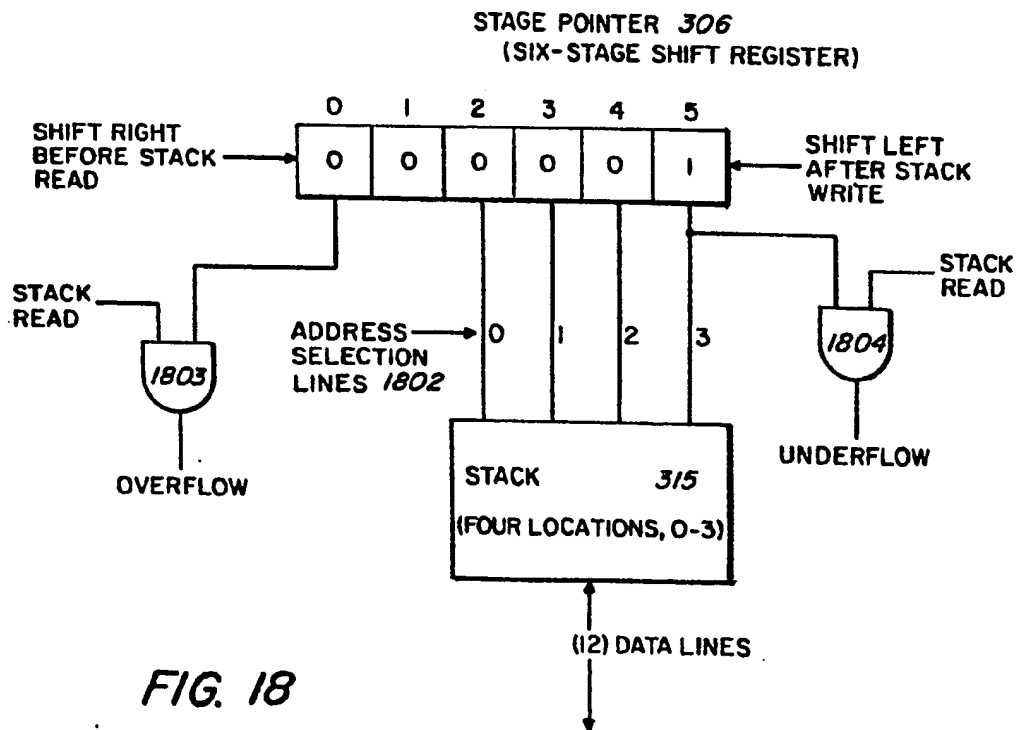 STAGE POINTER 306
(SIX-STAGE SHIFT REGISTER)
0 1 2 3 4 5
SHIFT RIGHT
BEFORE STACK
READ
0 0 0 0 0 1
SHIFT LEFT
AFTER STACK
WRITE
STACK
READ
1803
OVERFLOW
ADDRESS
SELECTION
LINES 1802
0 1 2 3
STACK
READ
1804
UNDERFLOW
STACK 315
(FOUR LOCATIONS, 0-3)
(12) DATA LINES
FIG. 18